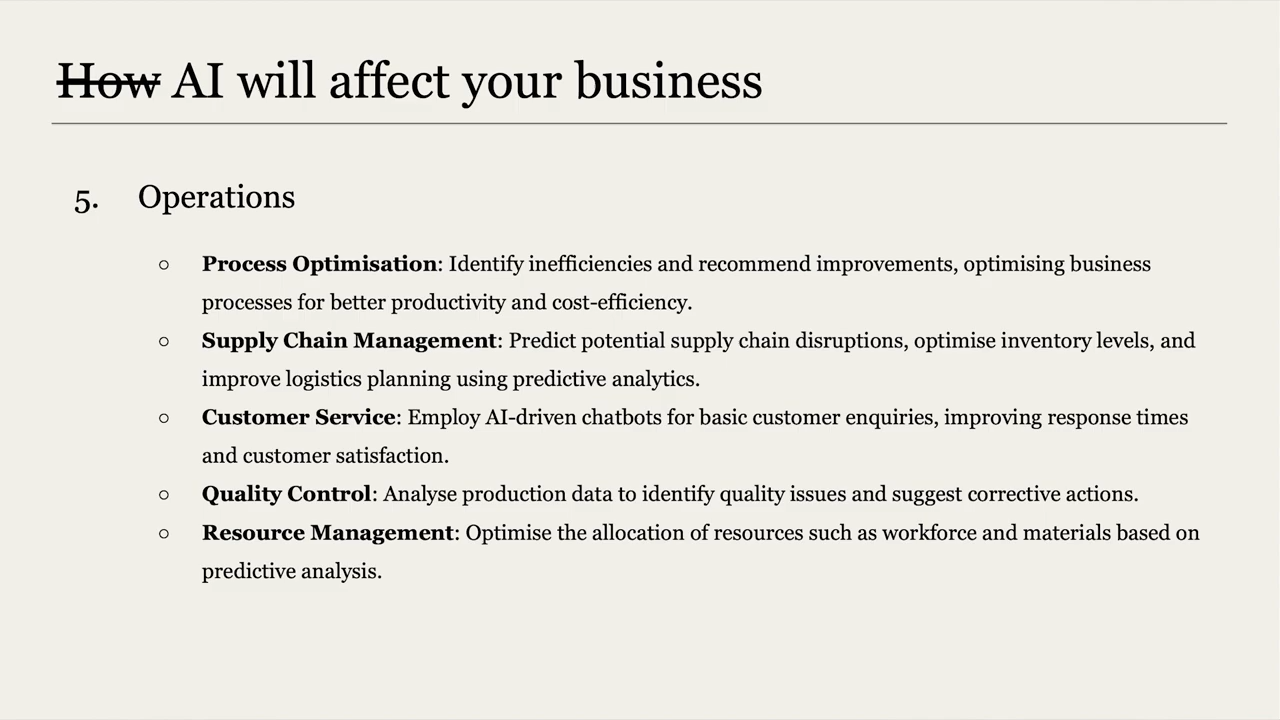 How AI will affect your business
5. Operations
○ Process Optimisation: Identify inefficiencies and recommend improvements, optimising business
processes for better productivity and cost-efficiency.
○ Supply Chain Management: Predict potential supply chain disruptions, optimise inventory levels, and
improve logistics planning using predictive analytics.
○ Customer Service: Employ AI-driven chatbots for basic customer enquiries, improving response times
and customer satisfaction.
○ Quality Control: Analyse production data to identify quality issues and suggest corrective actions.
○ Resource Management: Optimise the allocation of resources such as workforce and materials based on
predictive analysis.